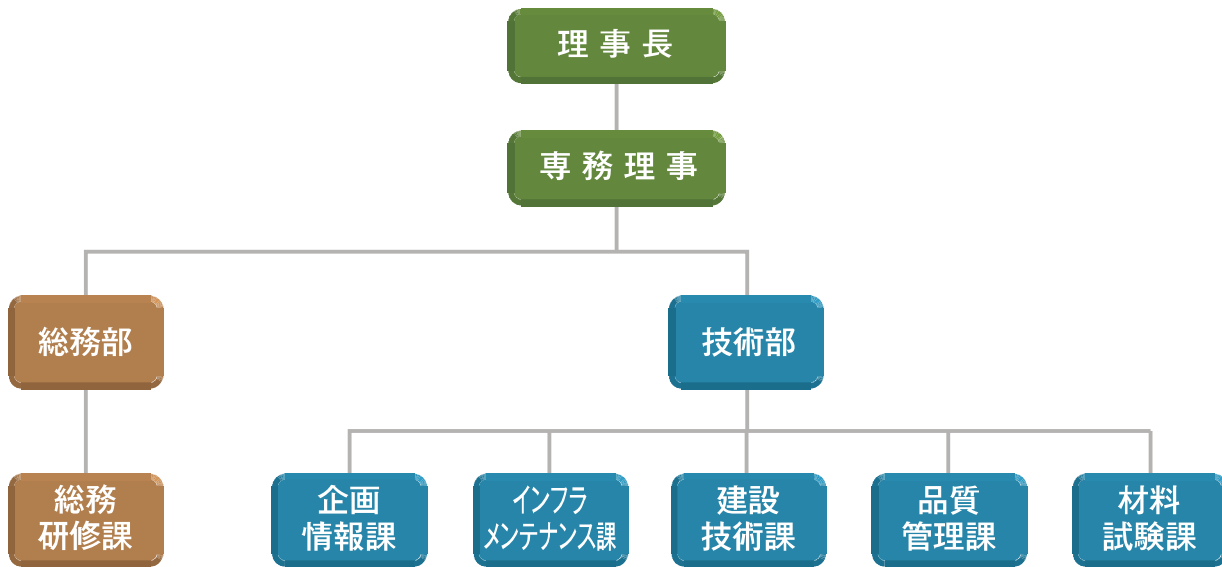 理事長
専務理事
総務部
技術部
総務
研修課
企画
情報課
インフラ
メンテナンス課
建設
技術課
品質
管理課
材料
試験課